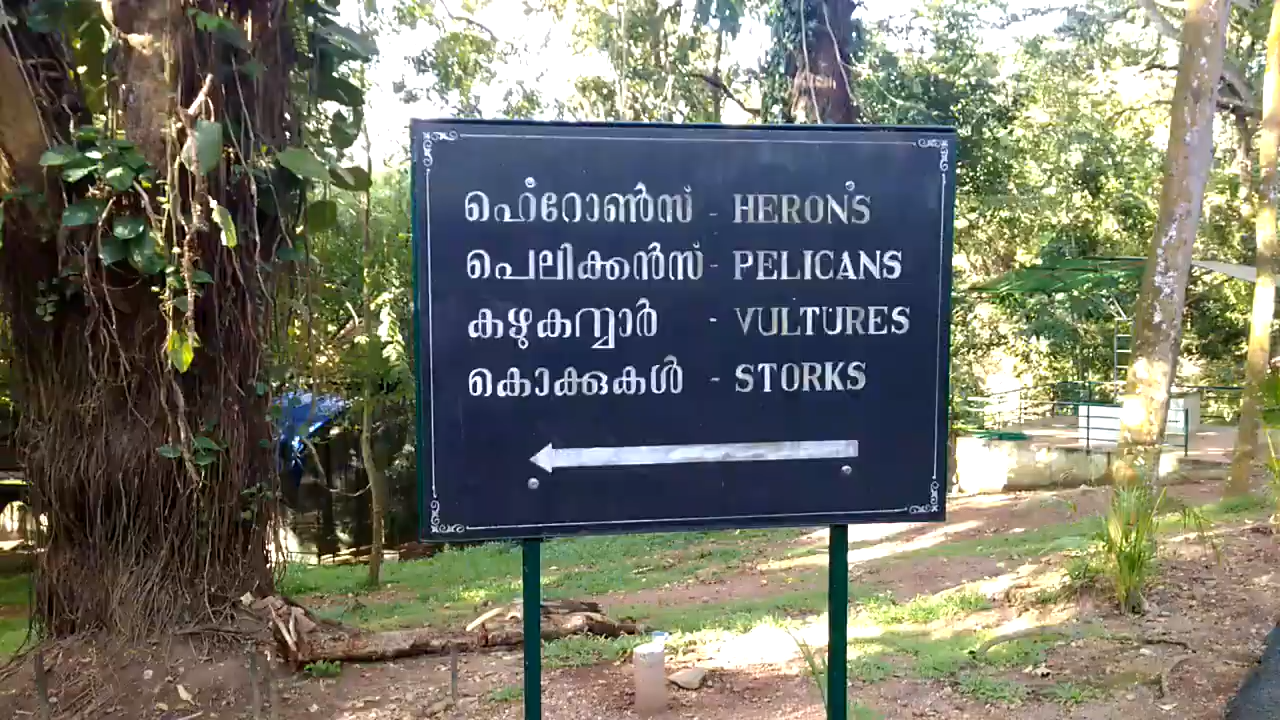 ഹെറോൺസ് - HERONS
പെലിക്കൻസ് - PELICANS
കഴുകന്മാർ - VULTURES
കൊക്കുകൾ - STORKS